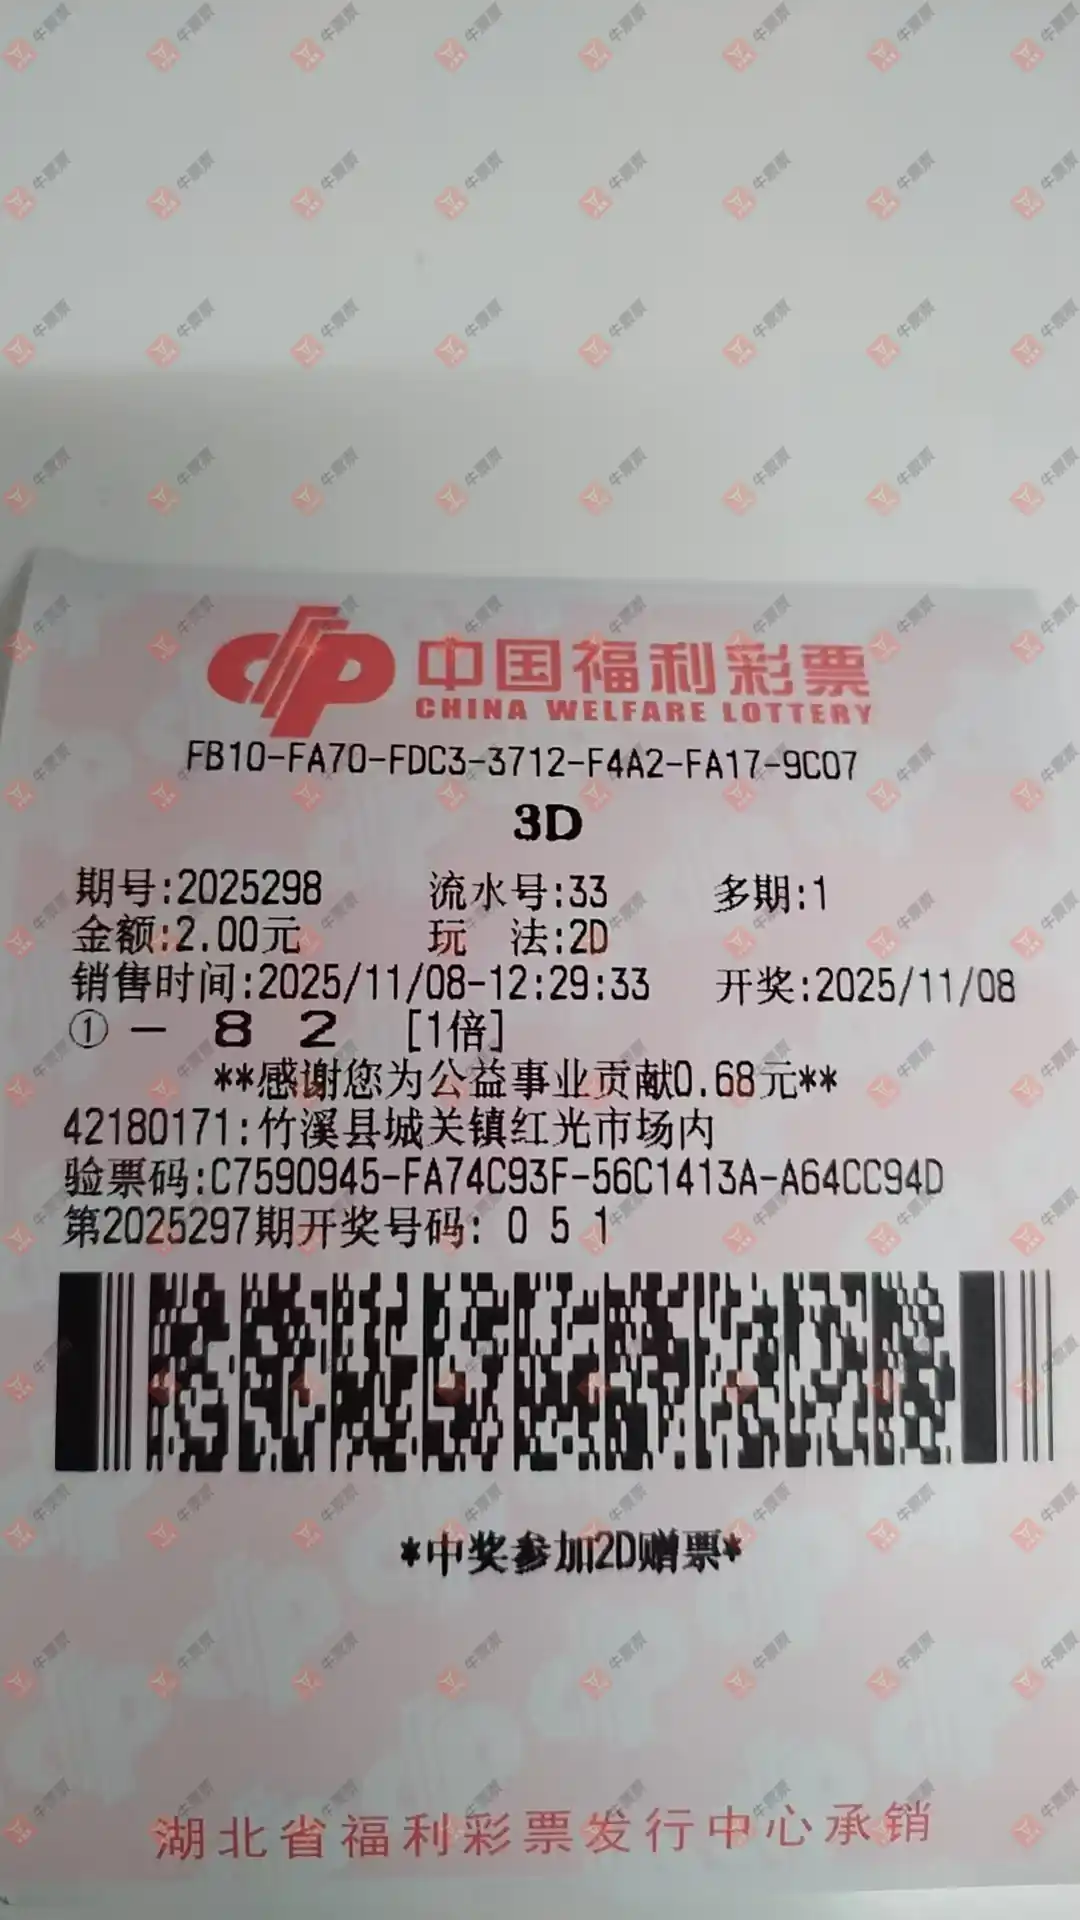 中国福利彩票
CHINA WELFARE LOTTERY
FB10-FA70-FDC3-3712-F4A2-FA17-9C07
3D
期号:2025298 流水号:33 多期:1
金额:2.00元 玩 法:2D
销售时间:2025/11/08-12:29:33 开奖:2025/11/08
① — 8 2 [1倍]
**感谢您为公益事业贡献0.68元**
42180171:竹溪县城关镇红光市场内
验票码:C7590945-FA74C93F-56C1413A-A64CC94D
第2025297期开奖号码: 0 5 1
*中奖参加2D赠票*
湖北省福利彩票发行中心承销
牛票票